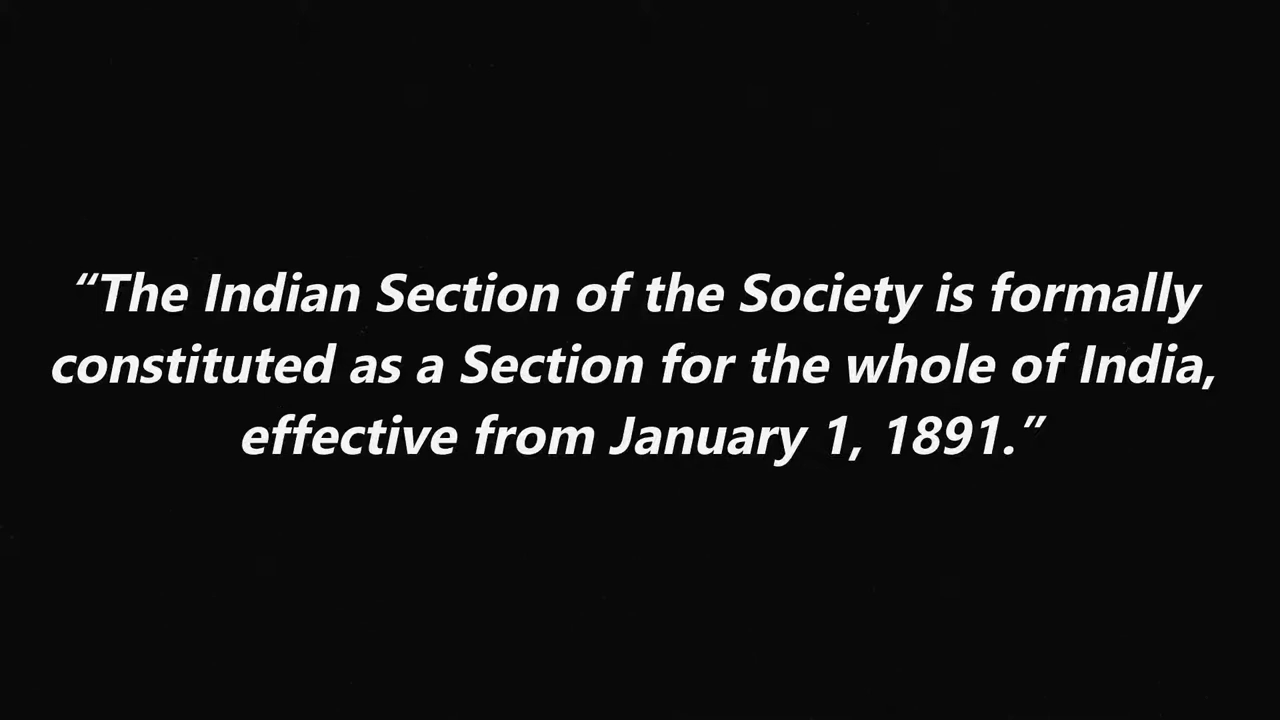 “The Indian Section of the Society is formally
constituted as a Section for the whole of India,
effective from January 1, 1891.”